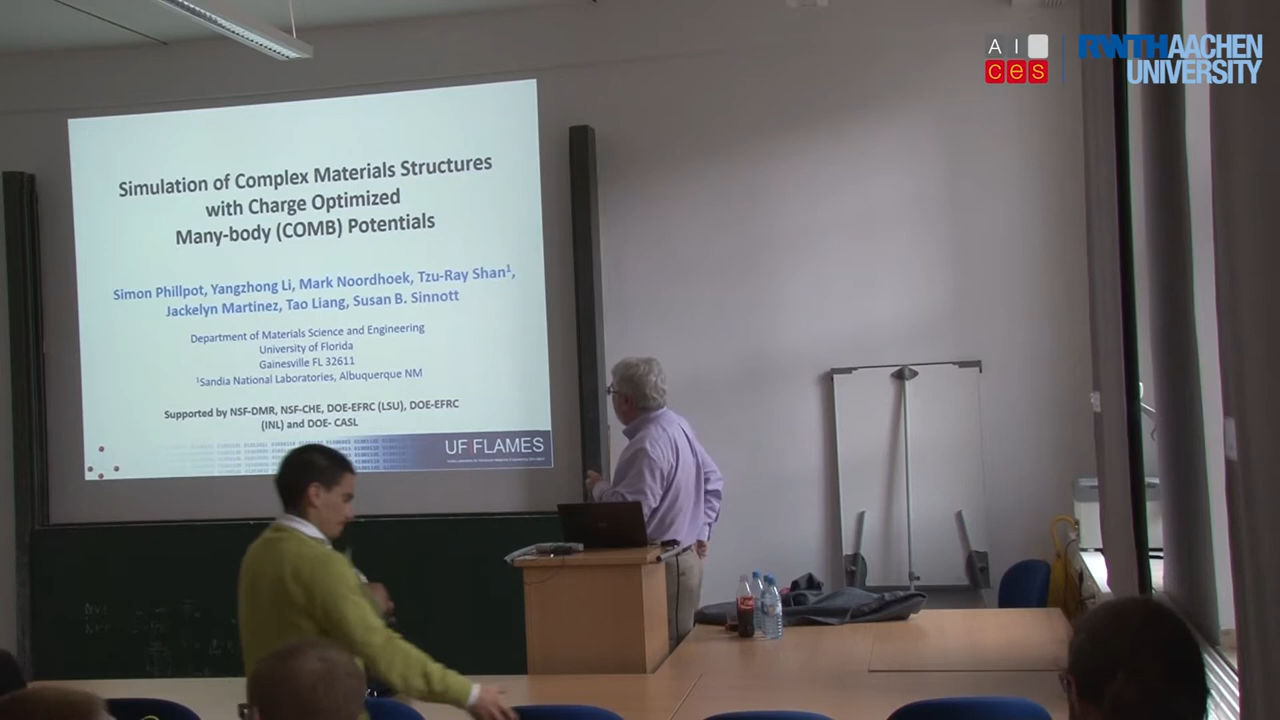 AI
ces
RWTHAACHEN
UNIVERSITY
Simulation of Complex Materials Structures
with Charge Optimized
Many-body (COMB) Potentials
Simon Phillpot, Yangzhong Li, Mark Noordhoek, Tzu-Ray Shan¹,
Jackelyn Martinez, Tao Liang, Susan B. Sinnott
Department of Materials Science and Engineering
University of Florida
Gainesville FL 32611
¹Sandia National Laboratories, Albuquerque NM
Supported by NSF-DMR, NSF-CHE, DOE-EFRC (LSU), DOE-EFRC
(INL) and DOE- CASL
UF FLAMES